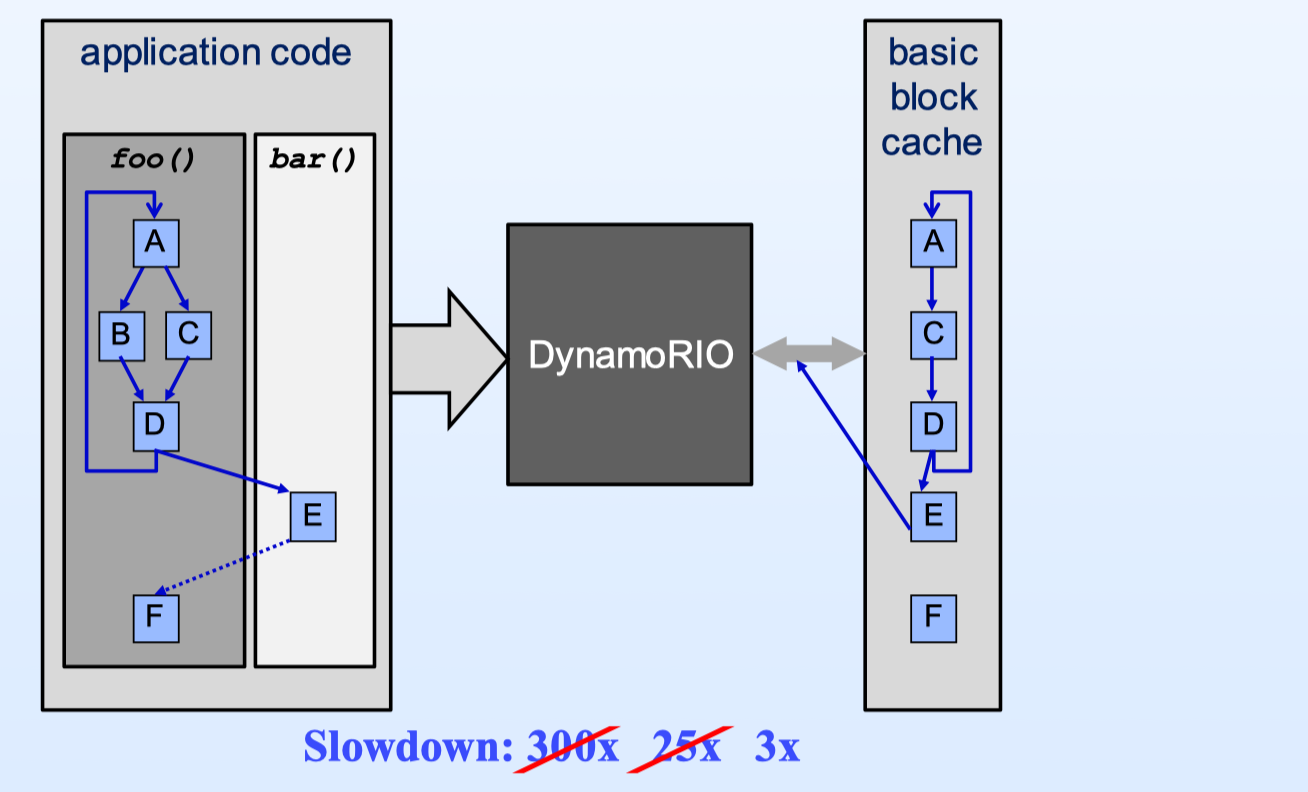 application code
foo()
bar()
A
B
C
D
E
F
DynamoRIO
basic
block
cache
A
C
D
E
F
Slowdown: 300x 25x 3x